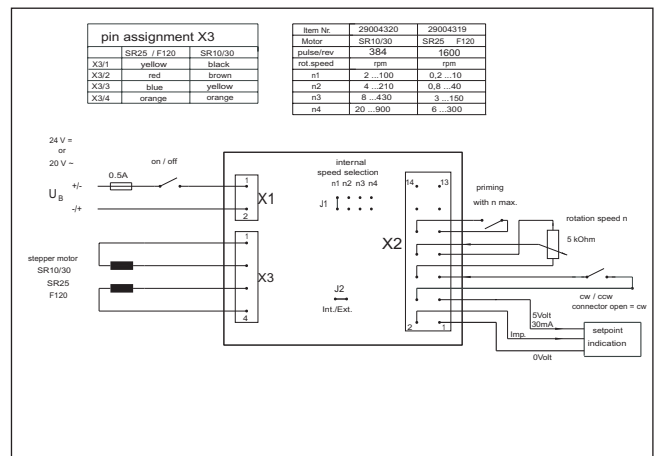 pin assignment X3
SR25 / F120 SR10/30
X3/1 yellow black
X3/2 red brown
X3/3 blue yellow
X3/4 orange orange
Item Nr. 29004320 29004319
Motor SR10/30 SR25 F120
pulse/rev 384 1600
rot.speed rpm rpm
n1 2 ...100 0,2 ...10
n2 4 ...210 0,8 ...40
n3 8 ...430 3 ...150
n4 20 ...900 6 ...300
24 V =
or
20 V ~
on / off
0.5A
+/-
U B
-/+
1
X1
2
internal
speed selection
n1 n2 n3 n4
J1
J2
Int./Ext.
stepper motor
SR10/30
SR25
F120
1
X3
4
14 13
X2
2 1
priming
with n max.
rotation speed n
5 kOhm
cw / ccw
connector open = cw
5Volt
30mA
Imp.
0Volt
setpoint
indication